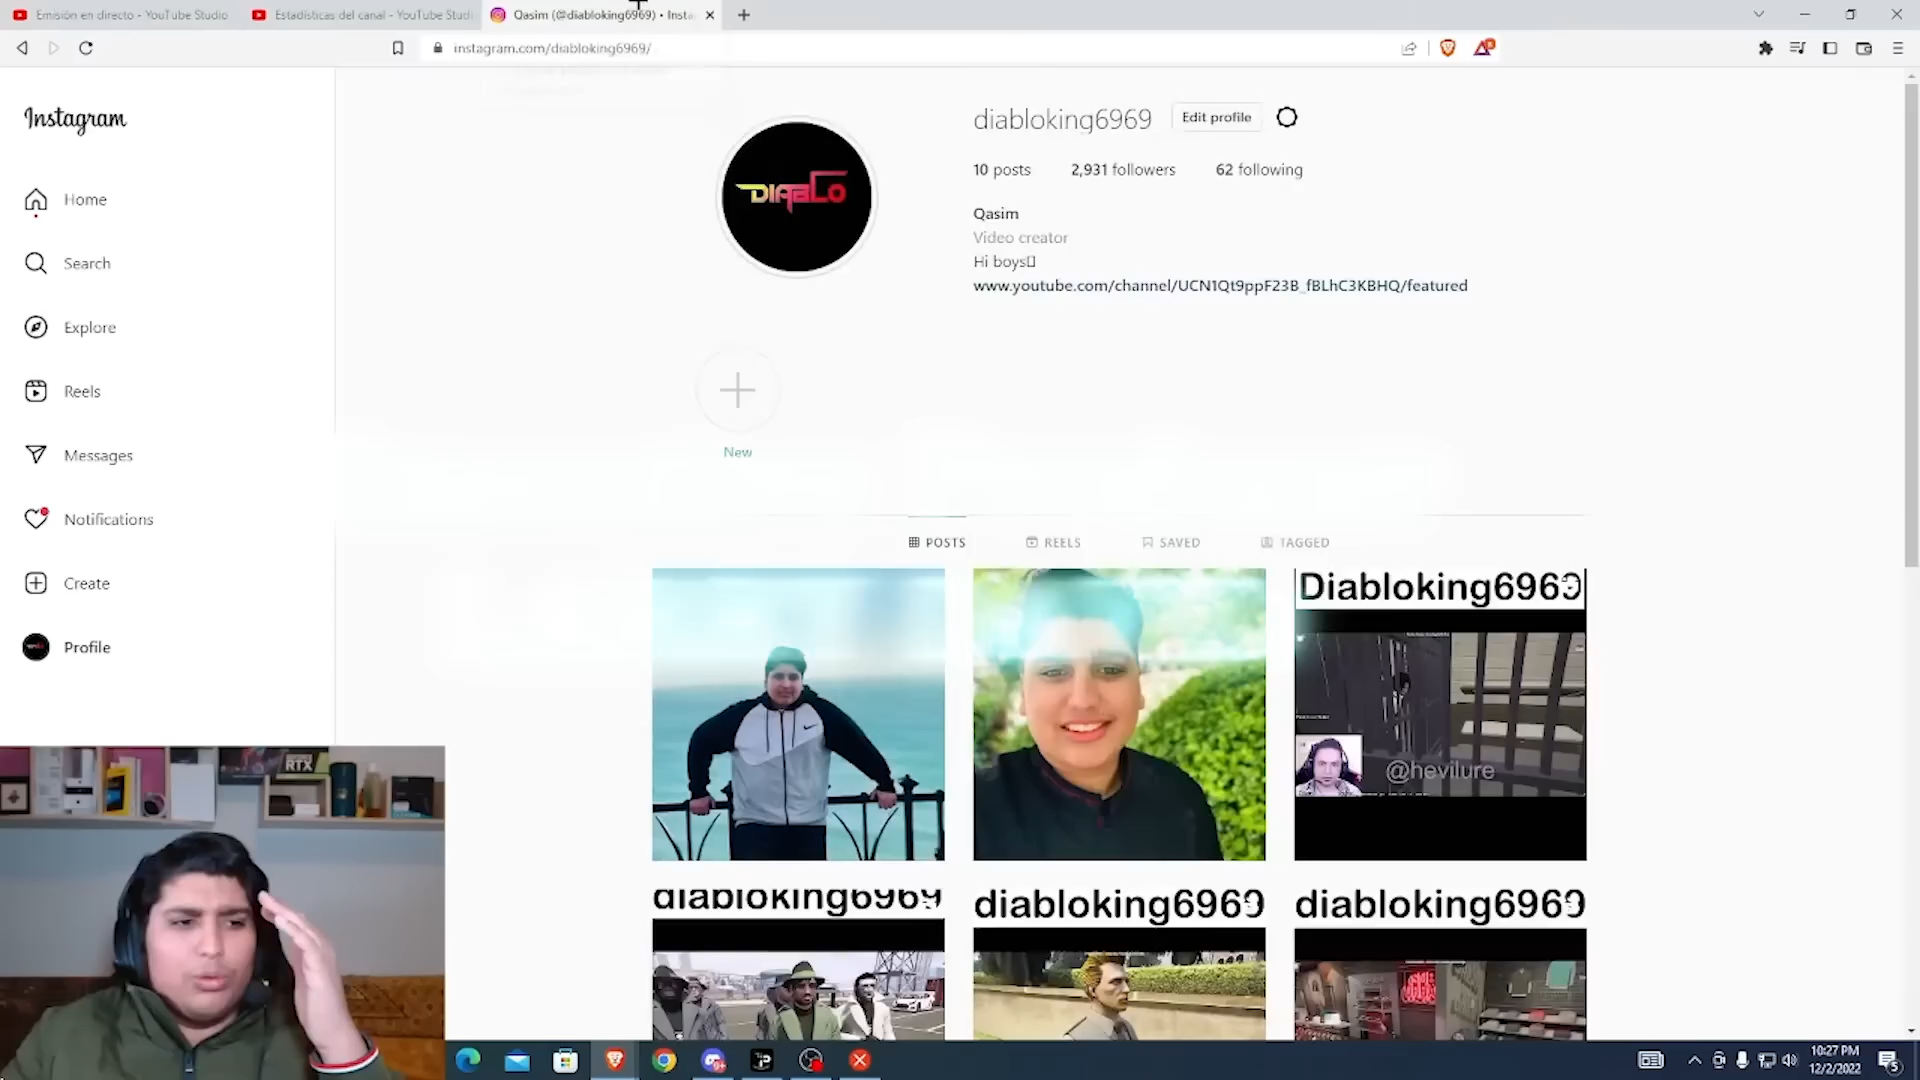 Emisión en directo - YouTube Studio
Estadísticas del canal - YouTube Studi
Qasim (@diabloking6969) • Insta
instagram.com/diabloking6969/
Instagram
Home
Search
Explore
Reels
Messages
Notifications
Create
Profile
DIABLO
diabloking6969
Edit profile
10 posts 2,931 followers 62 following
Qasim
Video creator
Hi boys
www.youtube.com/channel/UCN1Qt9ppF23B_fBLhC3KBHQ/featured
New
POSTS REELS SAVED TAGGED
Diabloking6969
@hevilure
diabloking6969
diabloking6969
diabloking6969
RTX
10:27 PM
12/2/2022
5